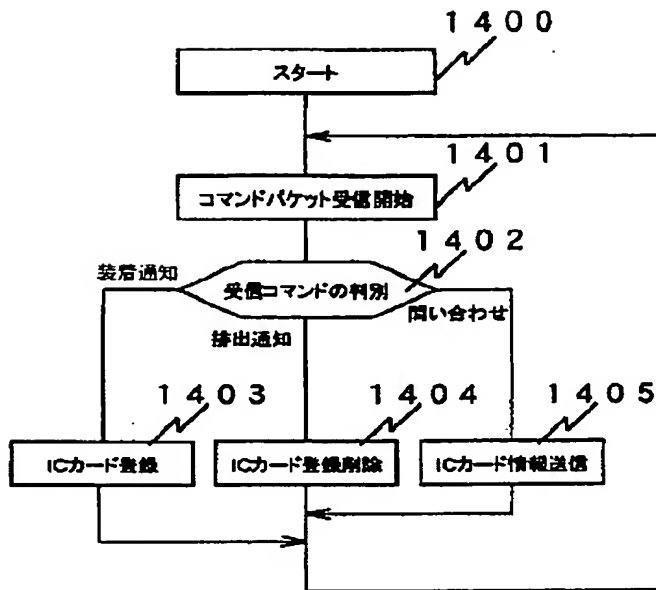 1400
スタート
1401
コマンドパケット受信開始
1402
装着通知
受信コマンドの判別
問い合わせ
排出通知
1403
1404
1405
ICカード登録
ICカード登録削除
ICカード情報送信